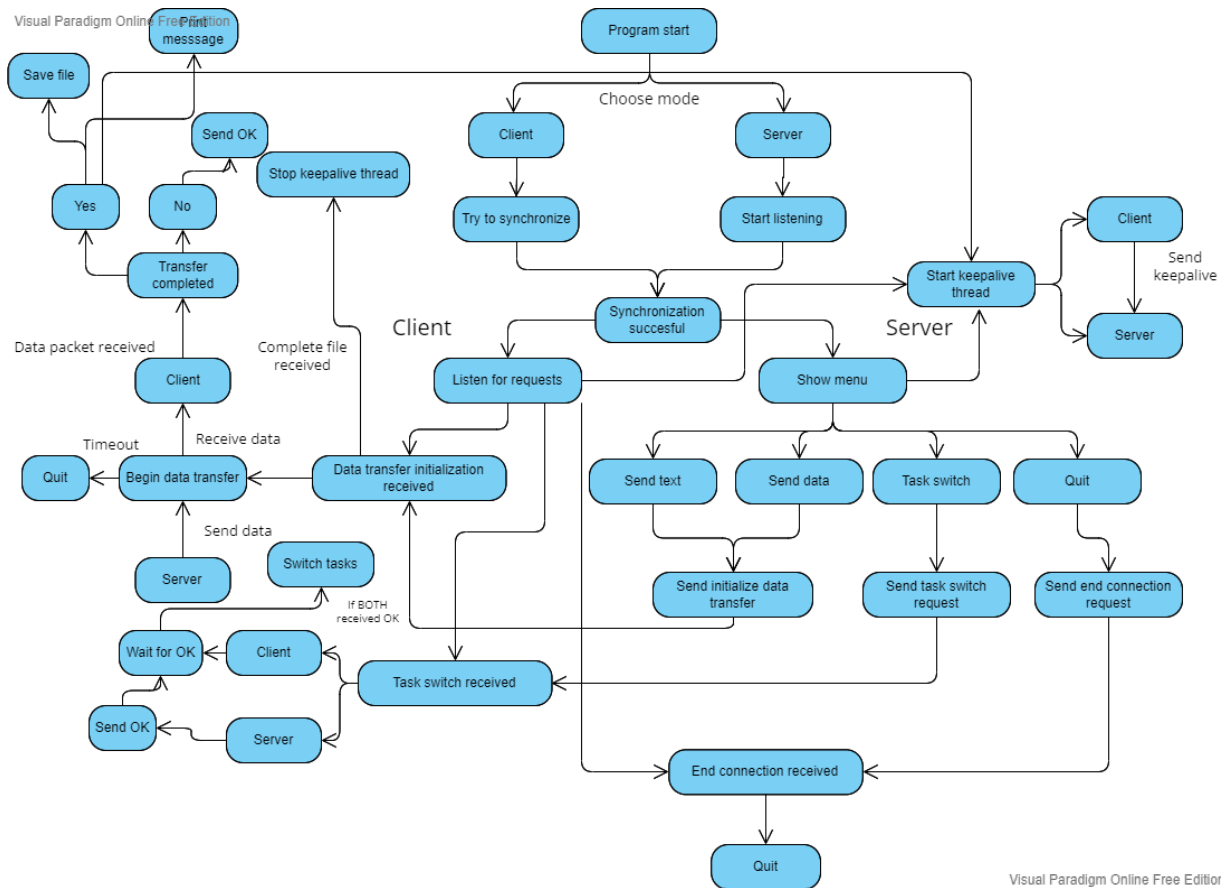 Visual Paradigm Online Free Edition
Print
messsage
Program start
Save file
Choose mode
Send OK
Client
Server
Stop keepalive thread
Yes
No
Try to synchronize
Start listening
Client
Send
keepalive
Transfer
completed
Start keepalive
thread
Synchronization
succesful
Client
Server
Server
Data packet received
Complete file
received
Client
Listen for requests
Show menu
Timeout
Receive data
Quit
Begin data transfer
Data transfer initialization
received
Send text
Send data
Task switch
Quit
Send data
Switch tasks
Server
Send initialize data
transfer
Send task switch
request
Send end connection
request
If BOTH
received OK
Wait for OK
Client
Task switch received
Send OK
Server
End connection received
Quit
Visual Paradigm Online Free Edition